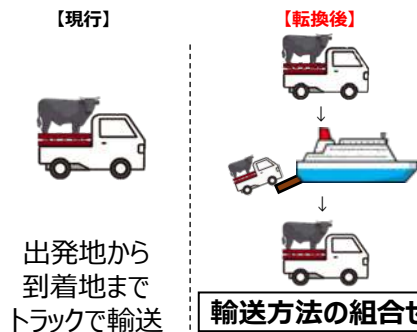 【現行】
【転換後】
↓
↓
出発地から
到着地まで
トラックで輸送
輸送方法の組合せ